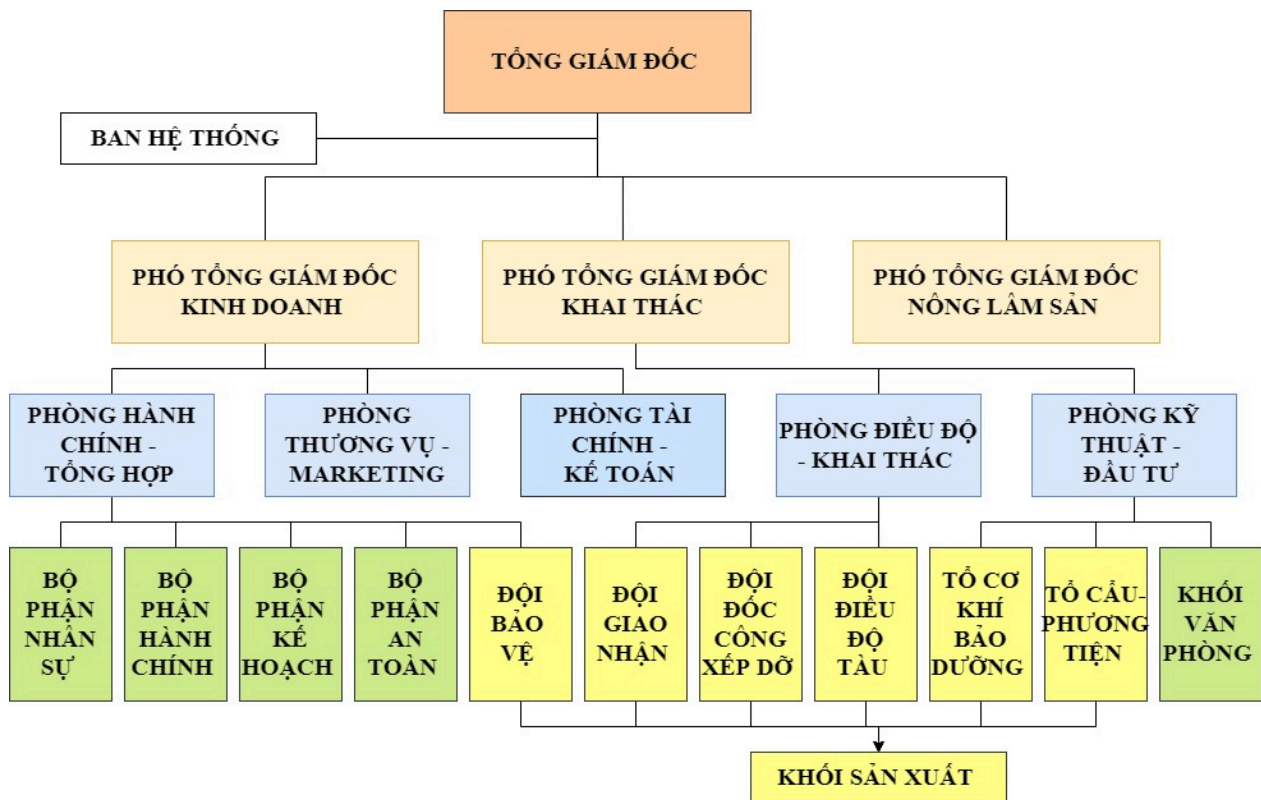 TỔNG GIÁM ĐỐC
BAN HỆ THỐNG
PHÓ TỔNG GIÁM ĐỐC
KINH DOANH
PHÓ TỔNG GIÁM ĐỐC
KHAI THÁC
PHÓ TỔNG GIÁM ĐỐC
NÔNG LÂM SẢN
PHÒNG HÀNH
CHÍNH -
TỔNG HỢP
PHÒNG
THƯƠNG VỤ -
MARKETING
PHÒNG TÀI
CHÍNH -
KẾ TOÁN
PHÒNG ĐIỀU ĐỘ
- KHAI THÁC
PHÒNG KỸ
THUẬT -
ĐẦU TƯ
BỘ
PHẬN
NHÂN
SỰ
BỘ
PHẬN
HÀNH
CHÍNH
BỘ
PHẬN
KẾ
HOẠCH
BỘ
PHẬN
AN
TOÀN
ĐỘI
BẢO
VỆ
ĐỘI
GIAO
NHẬN
ĐỘI
ĐỐC
CÔNG
XẾP DỠ
ĐỘI
ĐIỀU
ĐỘ
TÀU
TỔ CƠ
KHÍ
BẢO
DƯỠNG
TỔ CẨU-
PHƯƠNG
TIỆN
KHỐI
VĂN
PHÒNG
KHỐI SẢN XUẤT